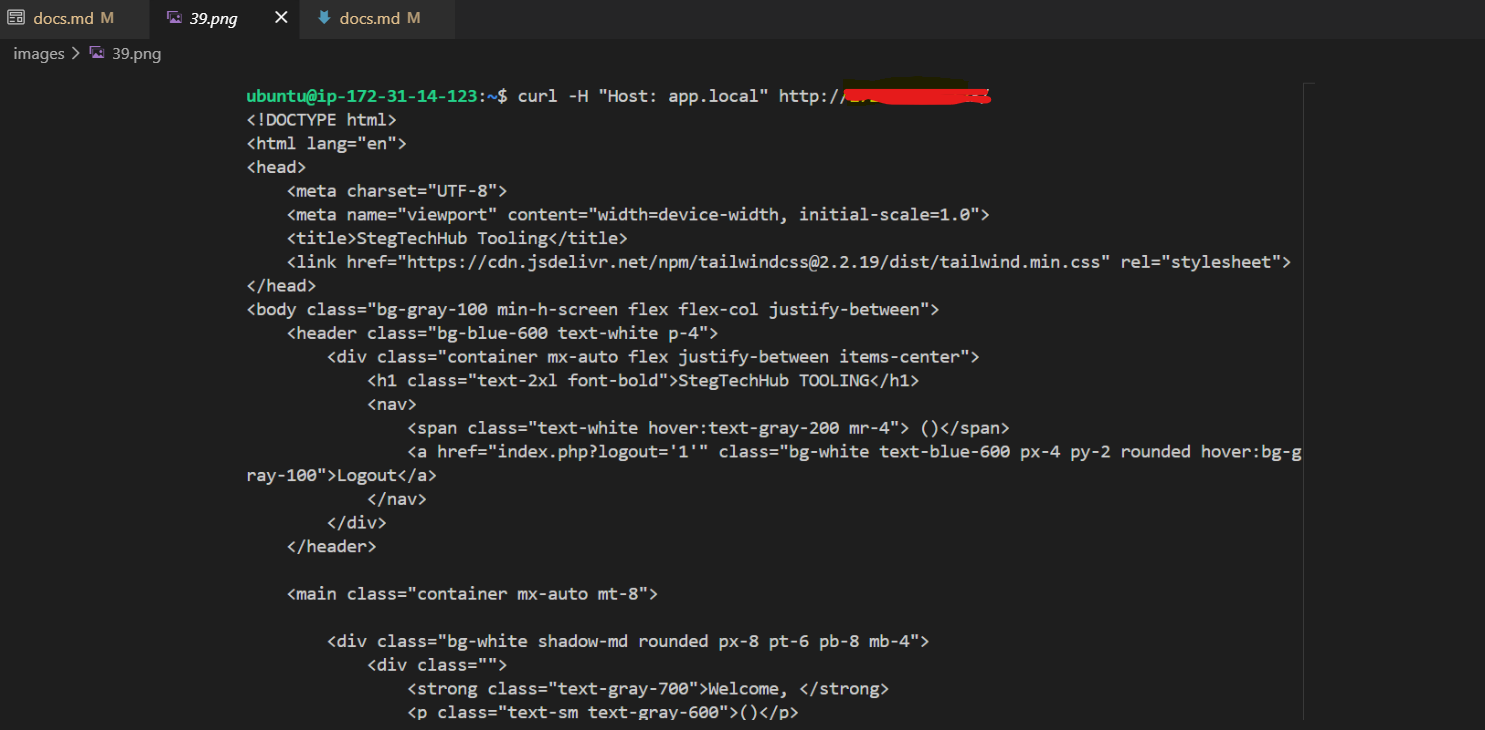 docs.md M
39.png
docs.md M
images > 39.png
ubuntu@ip-172-31-14-123:~$ curl -H "Host: app.local" http://
<!DOCTYPE html>
<html lang="en">
<head>
    <meta charset="UTF-8">
    <meta name="viewport" content="width=device-width, initial-scale=1.0">
    <title>StegTechHub Tooling</title>
    <link href="https://cdn.jsdelivr.net/npm/tailwindcss@2.2.19/dist/tailwind.min.css" rel="stylesheet">
</head>
<body class="bg-gray-100 min-h-screen flex flex-col justify-between">
    <header class="bg-blue-600 text-white p-4">
        <div class="container mx-auto flex justify-between items-center">
            <h1 class="text-2xl font-bold">StegTechHub TOOLING</h1>
            <nav>
                <span class="text-white hover:text-gray-200 mr-4"> ()</span>
                <a href="index.php?logout='1'" class="bg-white text-blue-600 px-4 py-2 rounded hover:bg-g
ray-100">Logout</a>
            </nav>
        </div>
    </header>
    <main class="container mx-auto mt-8">
        <div class="bg-white shadow-md rounded px-8 pt-6 pb-8 mb-4">
            <div class="">
                <strong class="text-gray-700">Welcome, </strong>
                <p class="text-sm text-gray-600">()</p>